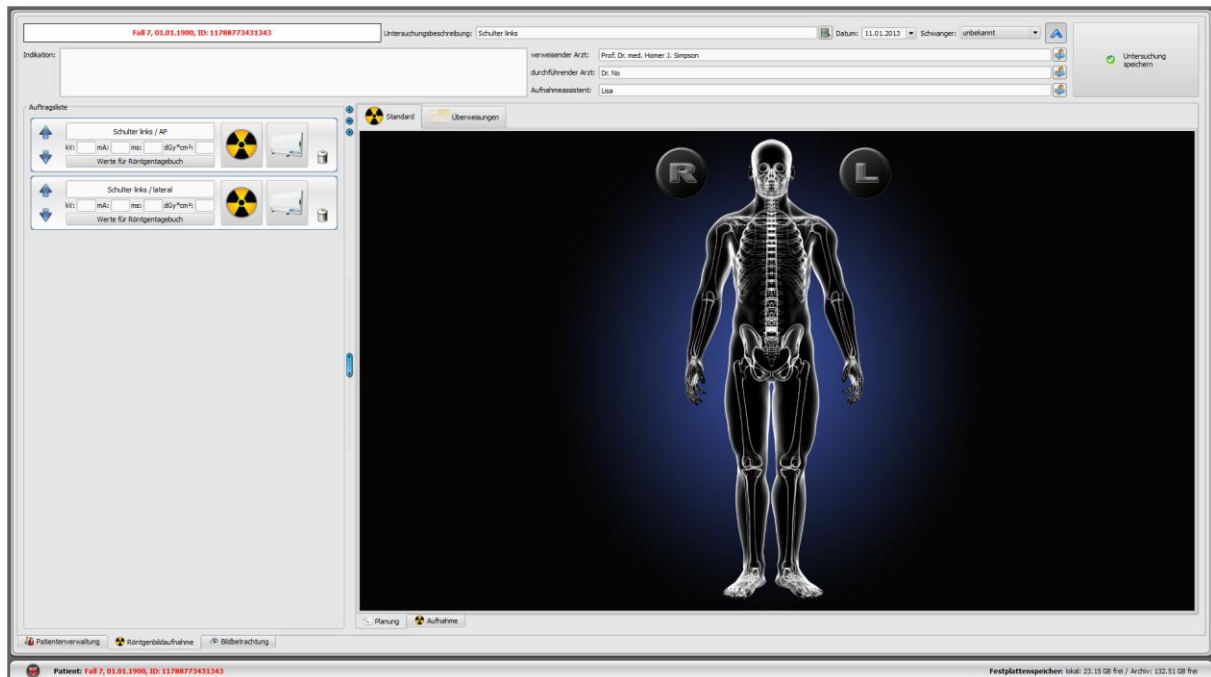 Fall 7, 01.01.1900, ID: 11788773431343
Untersuchungsbeschreibung: Schulter links
Datum: 11.01.2013
Schwanger: unbekannt
Untersuchung speichern
Indikation:
verweisender Arzt: Prof. Dr. med. Homer J. Simpson
durchführender Arzt: Dr. No
Aufnahmeassistent: Lisa
Auftragsliste
Schulter links / AP
kV: mA: ms: dGy*cm²:
Werte für Röntgentagebuch
Schulter links / lateral
kV: mA: ms: dGy*cm²:
Werte für Röntgentagebuch
Standard
Überweisungen
R
L
Planung
Aufnahme
Patientenverwaltung
Röntgenbildaufnahme
Bildbetrachtung
Patient: Fall 7, 01.01.1900, ID: 11788773431343
Festplattenspeicher: lokal: 23.15 GB frei / Archiv: 132.51 GB frei